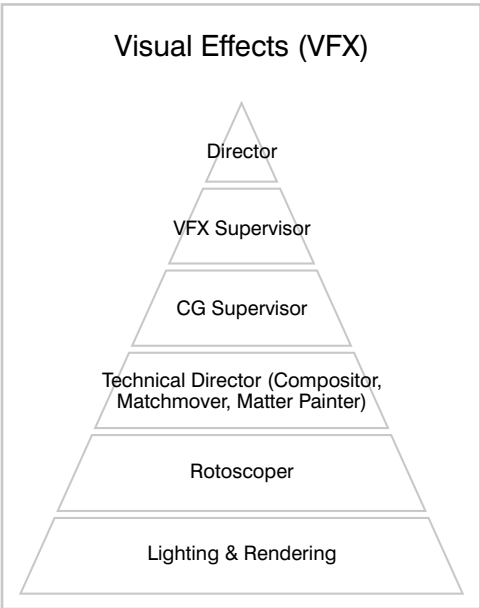 Visual Effects (VFX)
Director
VFX Supervisor
CG Supervisor
Technical Director (Compositor,
Matchmover, Matter Painter)
Rotoscoper
Lighting & Rendering